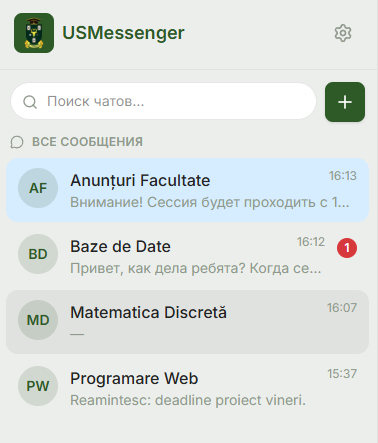 USMessenger
Поиск чатов...
ВСЕ СООБЩЕНИЯ
AF
Anunțuri Facultate
16:13
Внимание! Сессия будет проходить с 1...
BD
Baze de Date
16:12
1
Привет, как дела ребята? Когда се...
MD
Matematica Discretă
16:07
—
PW
Programare Web
15:37
Reamintesc: deadline proiect vineri.